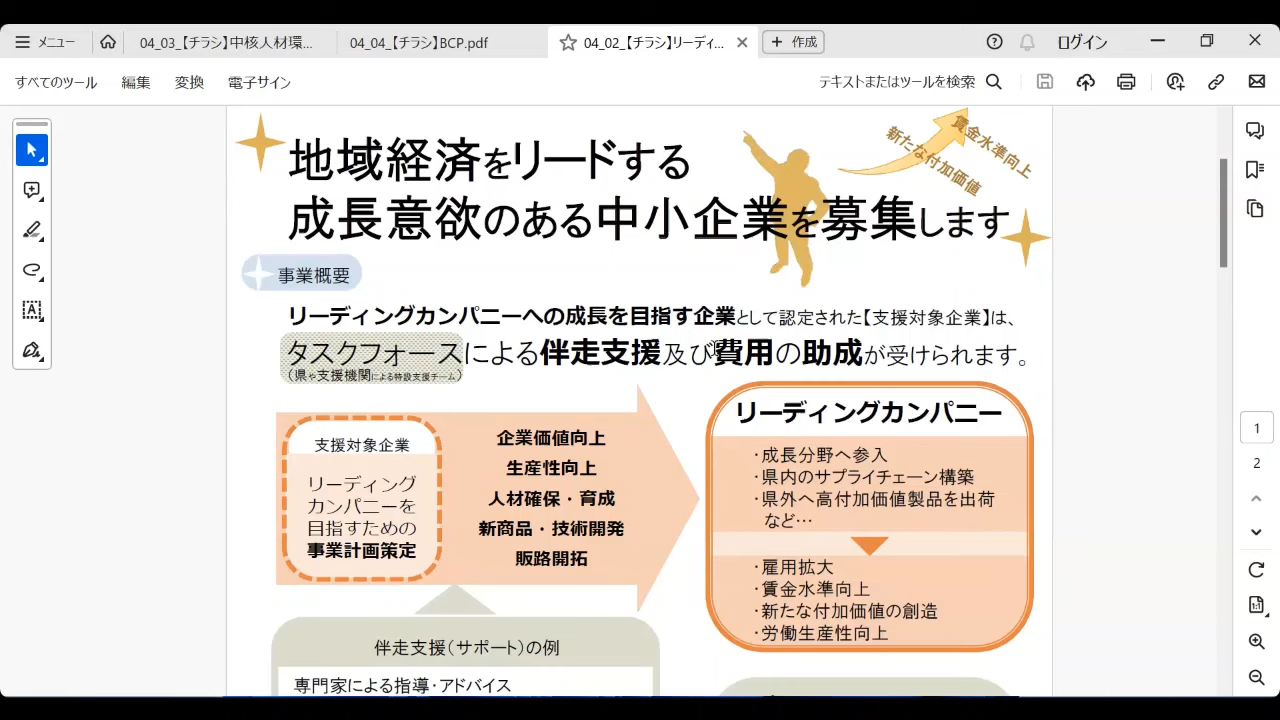 メニュー
04_03_【チラシ】中核人材環...
04_04_【チラシ】BCP.pdf
04_02_【チラシ】リーディ...
作成
ログイン
すべてのツール
編集
変換
電子サイン
テキストまたはツールを検索
新たな付加価値
賃金水準向上
地域経済をリードする
成長意欲のある中小企業を募集します
事業概要
リーディングカンパニーへの成長を目指す企業として認定された【支援対象企業】は、
タスクフォースによる伴走支援及び費用の助成が受けられます。
(県や支援機関による特設支援チーム)
支援対象企業
リーディング
カンパニーを
目指すための
事業計画策定
企業価値向上
生産性向上
人材確保・育成
新商品・技術開発
販路開拓
リーディングカンパニー
・成長分野へ参入
・県内のサプライチェーン構築
・県外へ高付加価値製品を出荷
など…
・雇用拡大
・賃金水準向上
・新たな付加価値の創造
・労働生産性向上
伴走支援(サポート)の例
専門家による指導・アドバイス
1
2